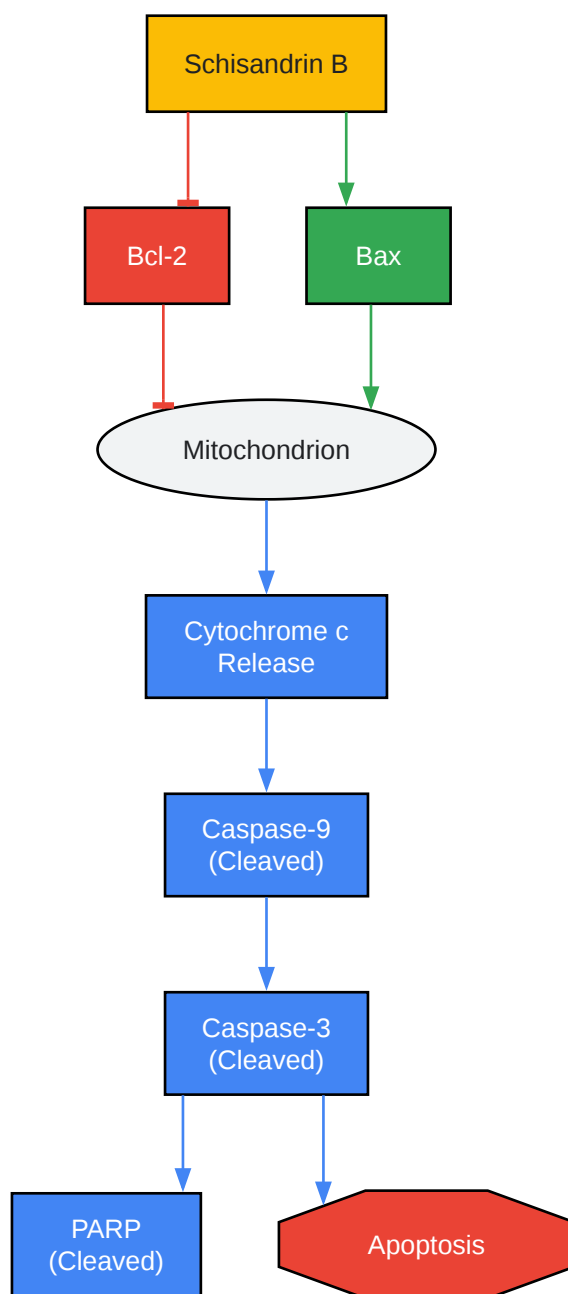 Schisandrin B
Bcl-2
Bax
Mitochondrion
Cytochrome c
Release
Caspase-9
(Cleaved)
Caspase-3
(Cleaved)
PARP
(Cleaved)
Apoptosis